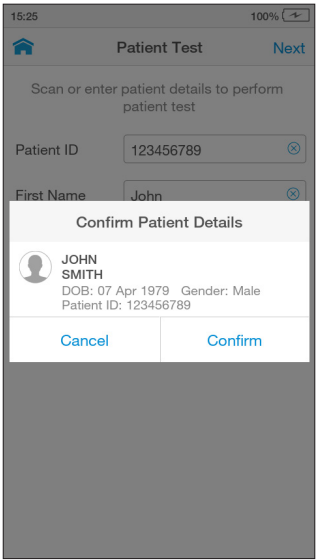 15:25 100%
Patient Test Next
Scan or enter patient details to perform
patient test
Patient ID 123456789
First Name John
Confirm Patient Details
JOHN
SMITH
DOB: 07 Apr 1979 Gender: Male
Patient ID: 123456789
Cancel Confirm